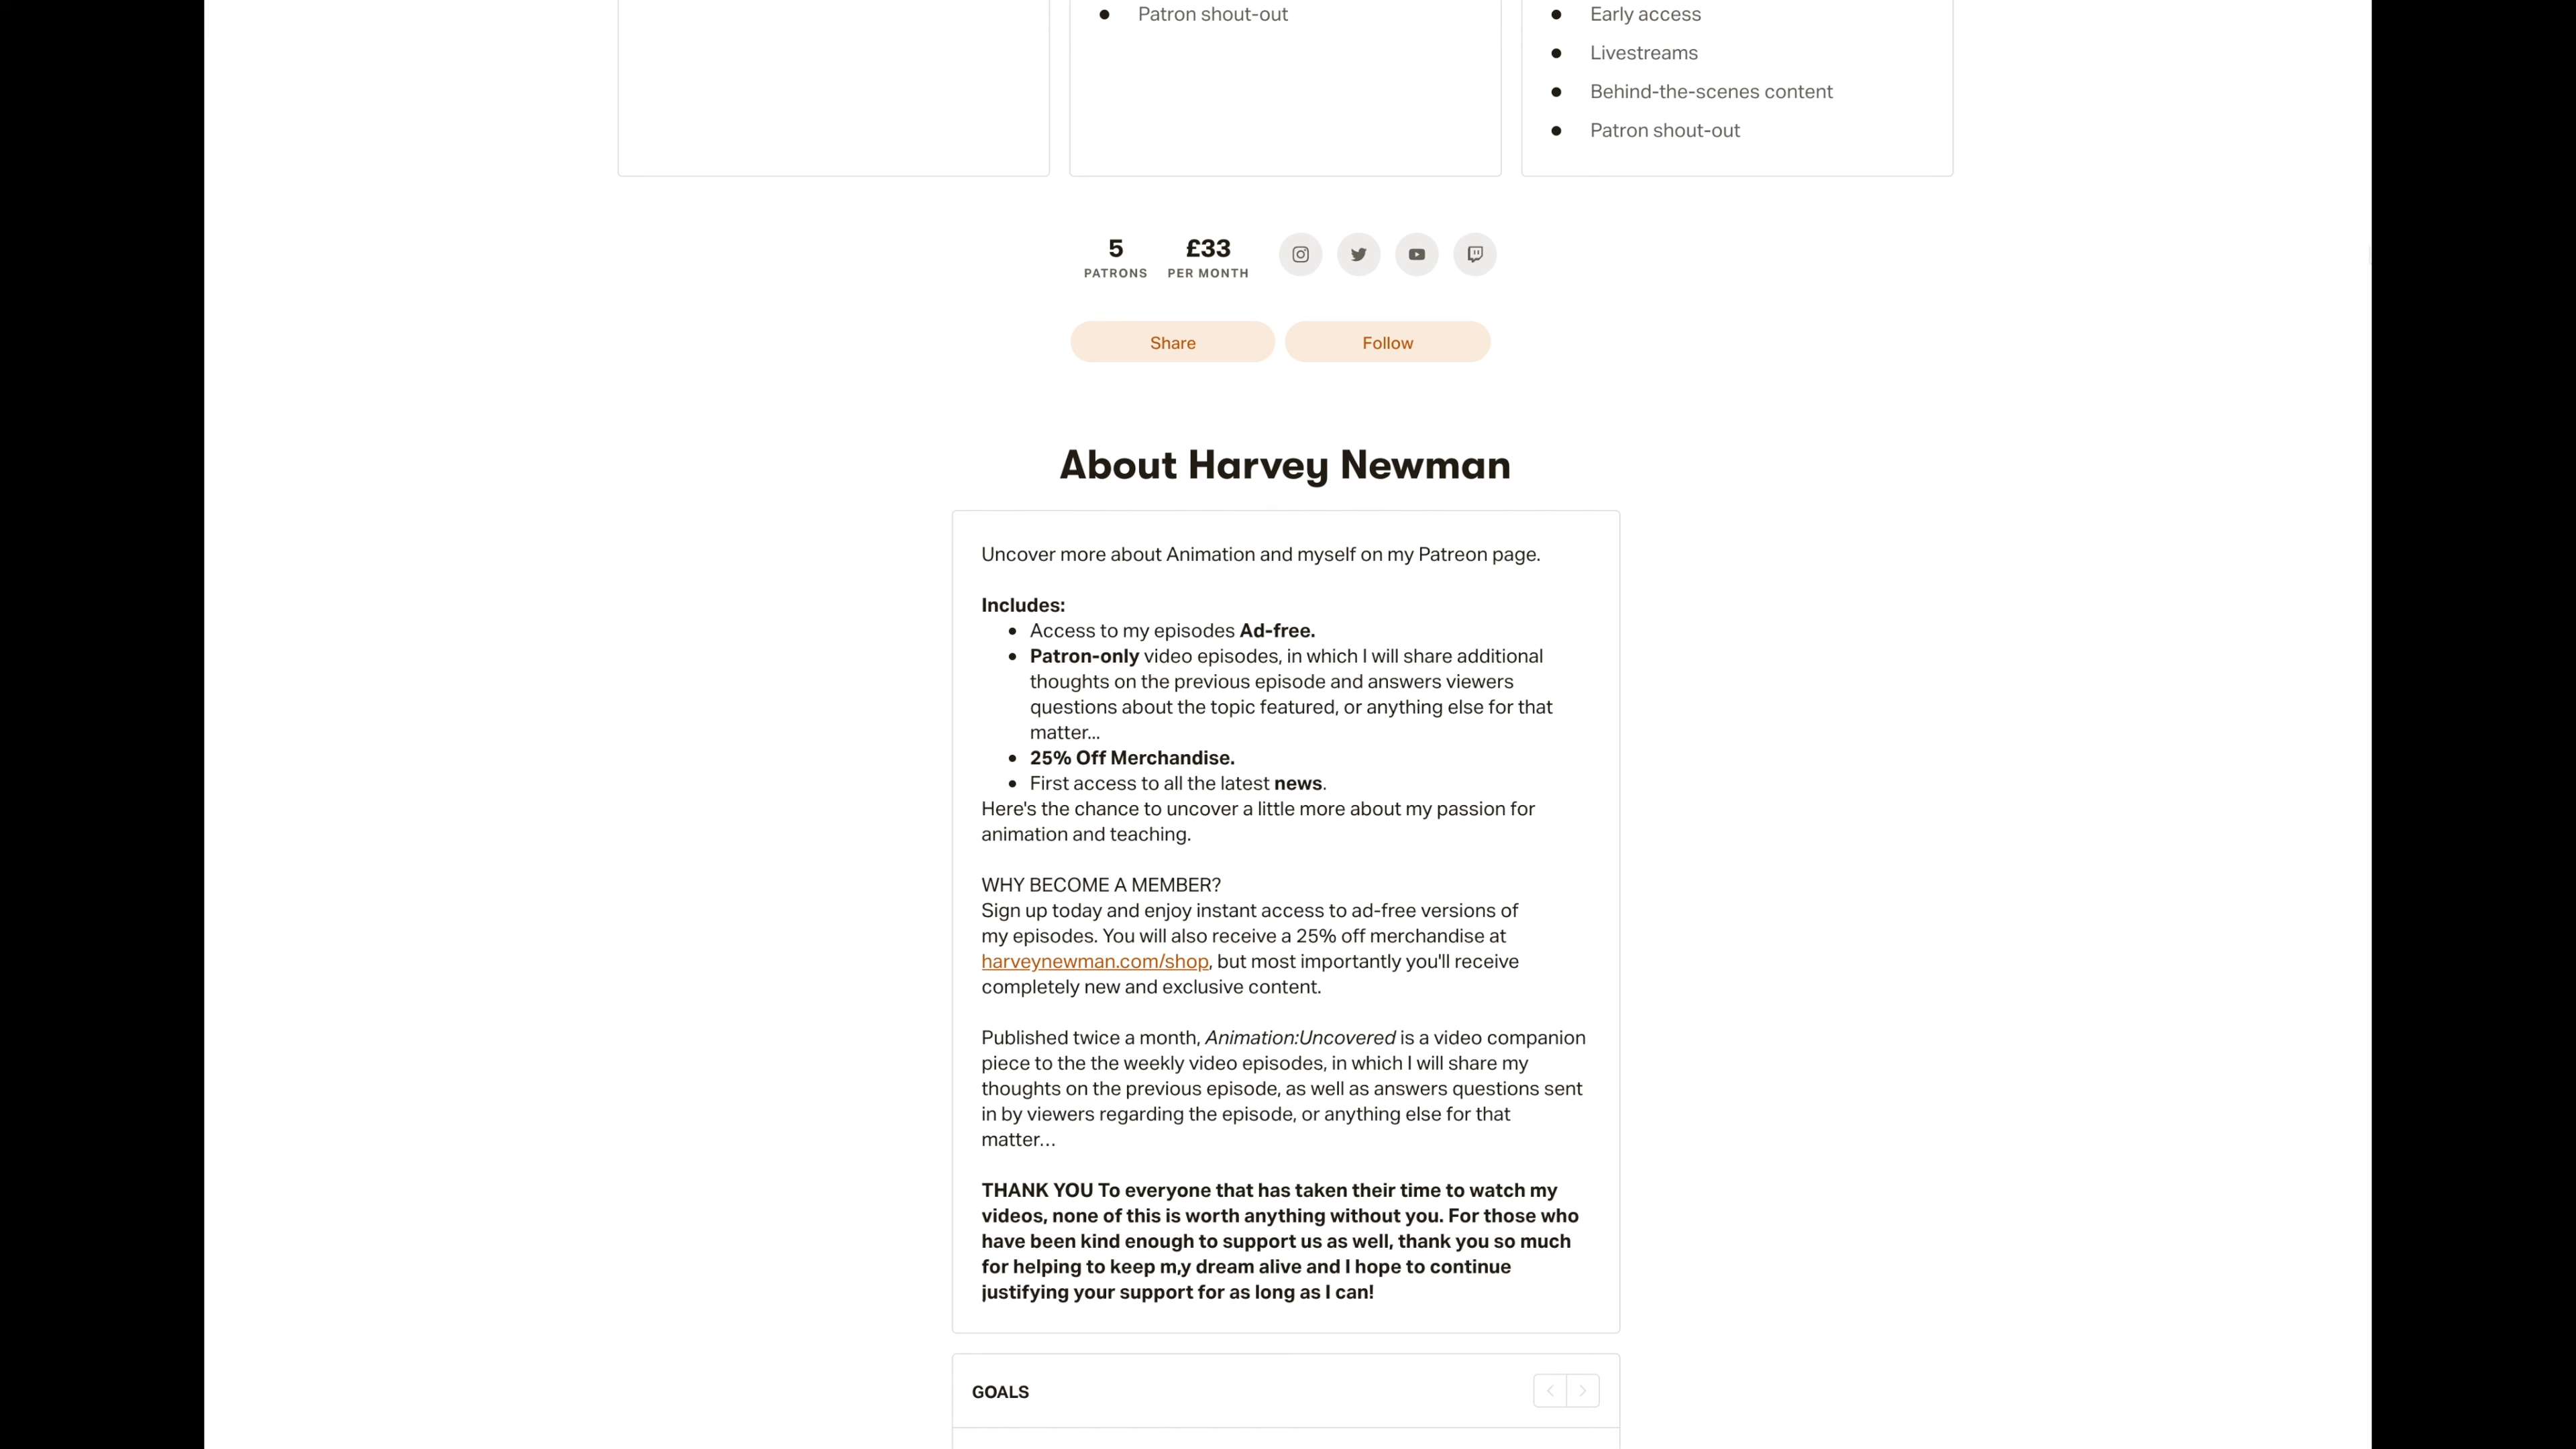 Patron shout-out
Early access
Livestreams
Behind-the-scenes content
Patron shout-out
5
PATRONS
£33
PER MONTH
Share
Follow
About Harvey Newman
Uncover more about Animation and myself on my Patreon page.
Includes:
Access to my episodes Ad-free.
Patron-only video episodes, in which I will share additional
thoughts on the previous episode and answers viewers
questions about the topic featured, or anything else for that
matter...
25% Off Merchandise.
First access to all the latest news.
Here's the chance to uncover a little more about my passion for
animation and teaching.
WHY BECOME A MEMBER?
Sign up today and enjoy instant access to ad-free versions of
my episodes. You will also receive a 25% off merchandise at
harveynewman.com/shop, but most importantly you'll receive
completely new and exclusive content.
Published twice a month, Animation:Uncovered is a video companion
piece to the the weekly video episodes, in which I will share my
thoughts on the previous episode, as well as answers questions sent
in by viewers regarding the episode, or anything else for that
matter…
THANK YOU To everyone that has taken their time to watch my
videos, none of this is worth anything without you. For those who
have been kind enough to support us as well, thank you so much
for helping to keep m,y dream alive and I hope to continue
justifying your support for as long as I can!
GOALS